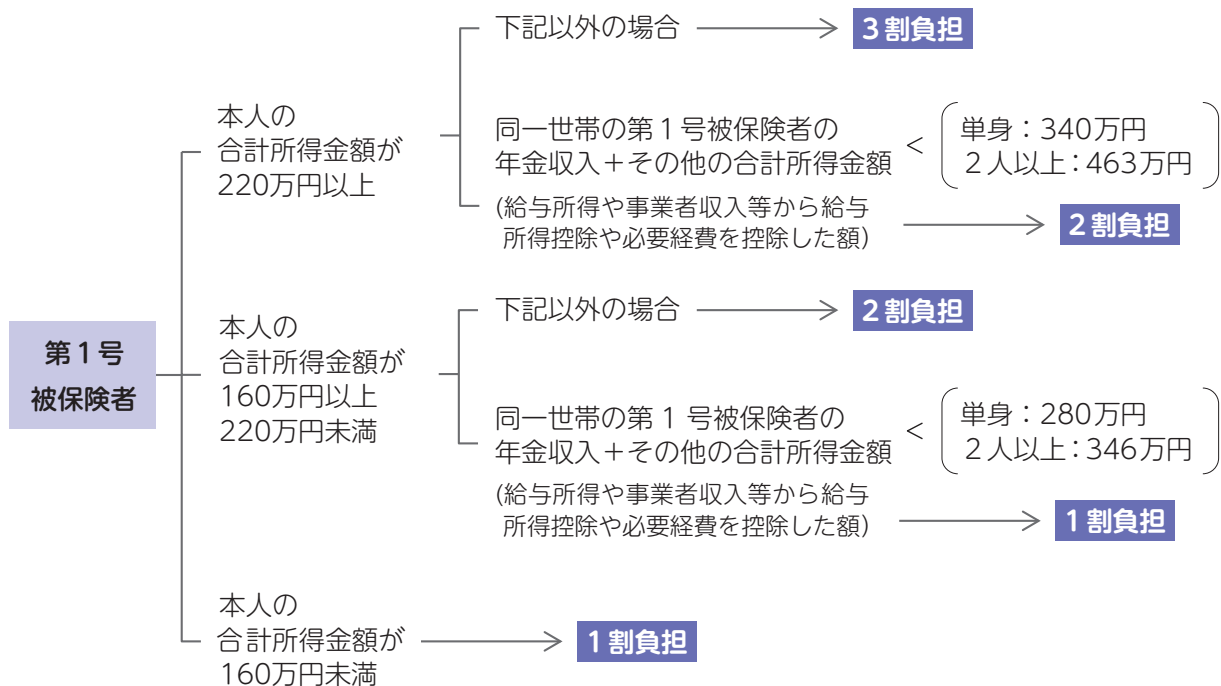 第1号
被保険者
本人の
合計所得金額が
220万円以上
下記以外の場合
3割負担
同一世帯の第1号被保険者の
年金収入+その他の合計所得金額
<
単身：340万円
2人以上：463万円
(給与所得や事業者収入等から給与
所得控除や必要経費を控除した額)
2割負担
本人の
合計所得金額が
160万円以上
220万円未満
下記以外の場合
2割負担
同一世帯の第1号被保険者の
年金収入+その他の合計所得金額
<
単身：280万円
2人以上：346万円
(給与所得や事業者収入等から給与
所得控除や必要経費を控除した額)
1割負担
本人の
合計所得金額が
160万円未満
1割負担